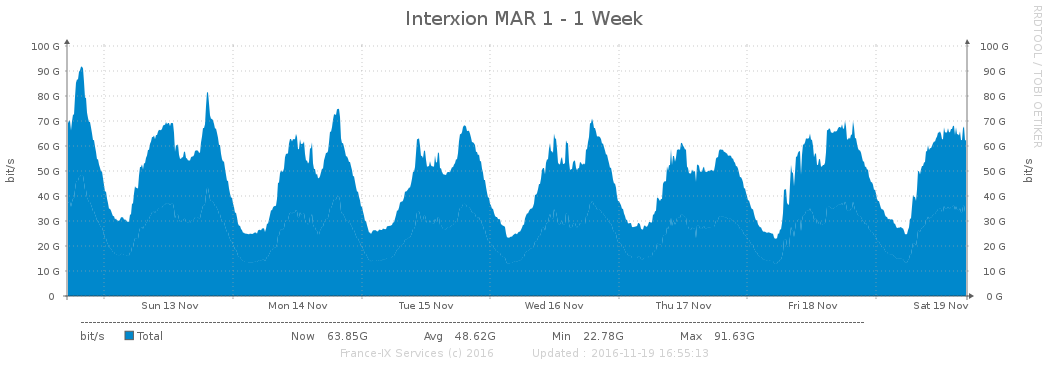 Interxion MAR 1 - 1 Week
RRDTOOL / TOBI OETIKER
bit/s
bit/s
100 G 100 G
90 G 90 G
80 G 80 G
70 G 70 G
60 G 60 G
50 G 50 G
40 G 40 G
30 G 30 G
20 G 20 G
10 G 10 G
0 0 G
Sun 13 Nov Mon 14 Nov Tue 15 Nov Wed 16 Nov Thu 17 Nov Fri 18 Nov Sat 19 Nov
bit/s Total Now 63.85G Avg 48.62G Min 22.78G Max 91.63G
France-IX Services (c) 2016 Updated : 2016-11-19 16:55:13